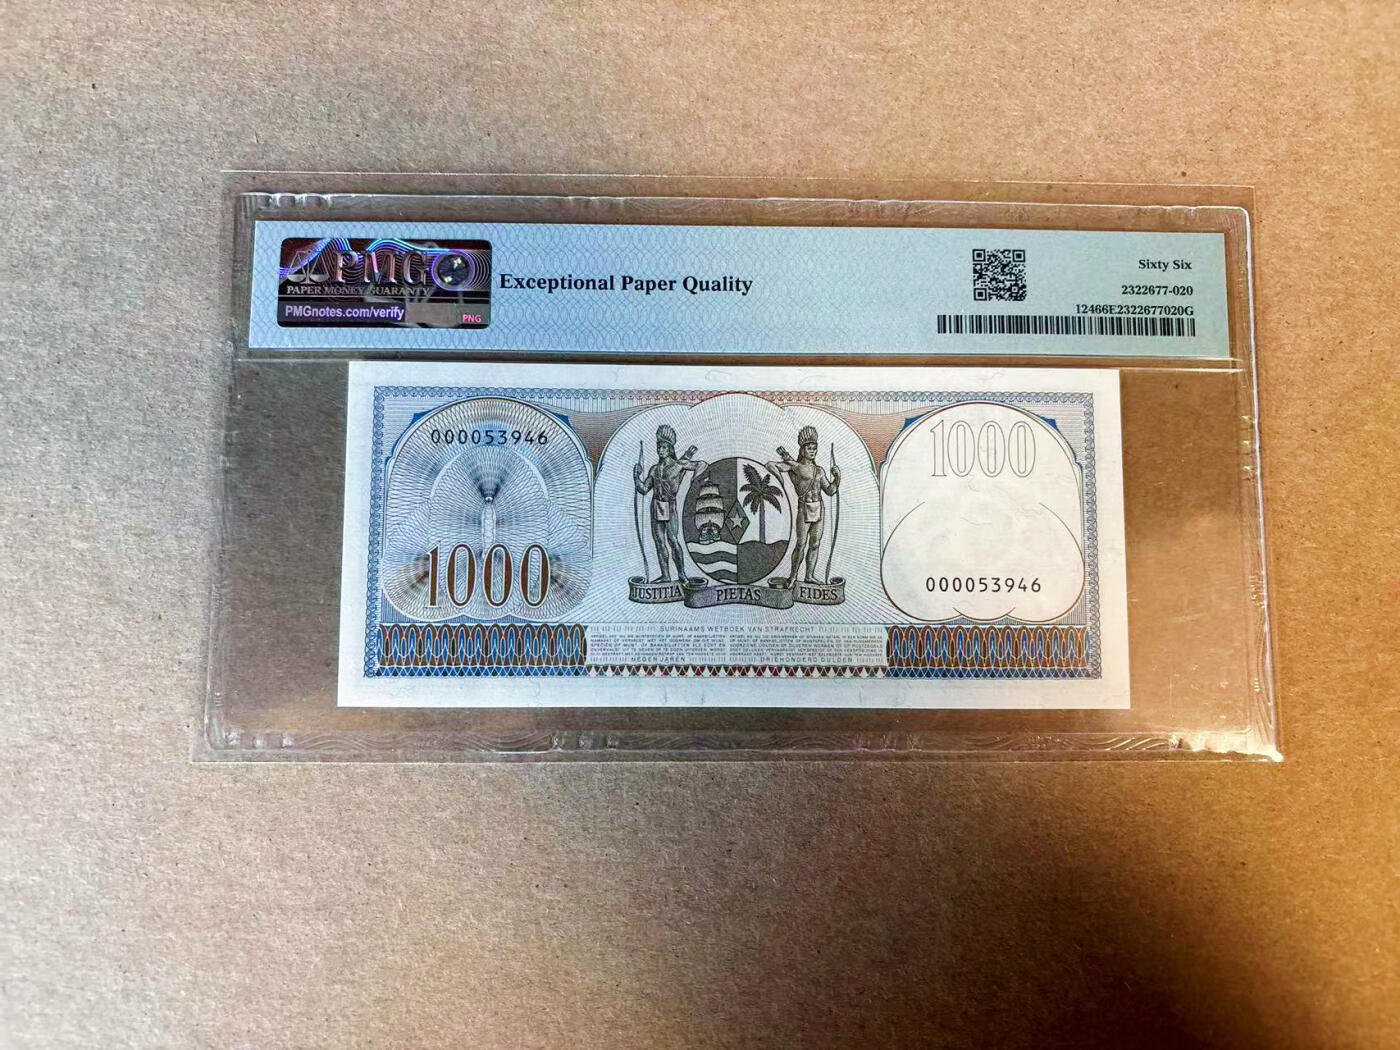 PMG
PAPER MONEY GUARANTY
PMGnotes.com/verify
PNG
Exceptional Paper Quality
Sixty Six
2322677-020
12466E2322677020G
000053946
1000
1000
000053946
JUSTITIA PIETAS FIDES
SURINAAMS WETBOEK VAN STRAFRECHT
NEGEN JAREN
DRIEHONDERD GULDEN